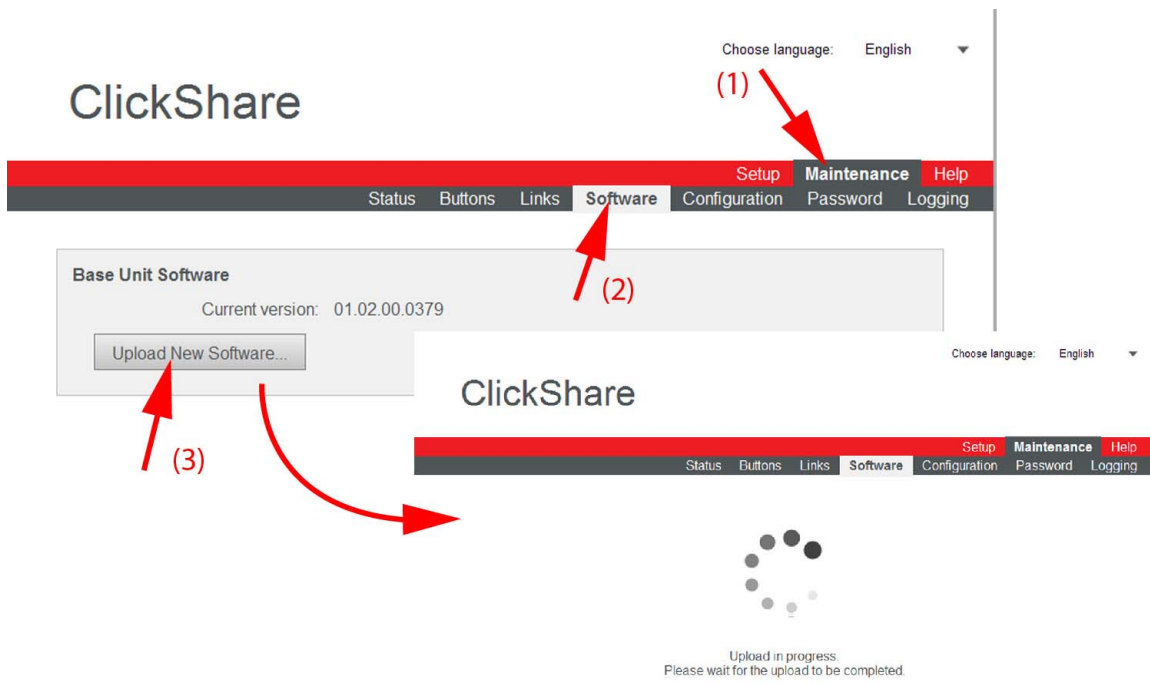 Choose language: English
(1)
ClickShare
Setup Maintenance Help
Status Buttons Links Software Configuration Password Logging
(2)
Base Unit Software
Current version: 01.02.00.0379
Upload New Software...
(3)
Choose language: English
ClickShare
Setup Maintenance Help
Status Buttons Links Software Configuration Password Logging
Upload in progress.
Please wait for the upload to be completed.